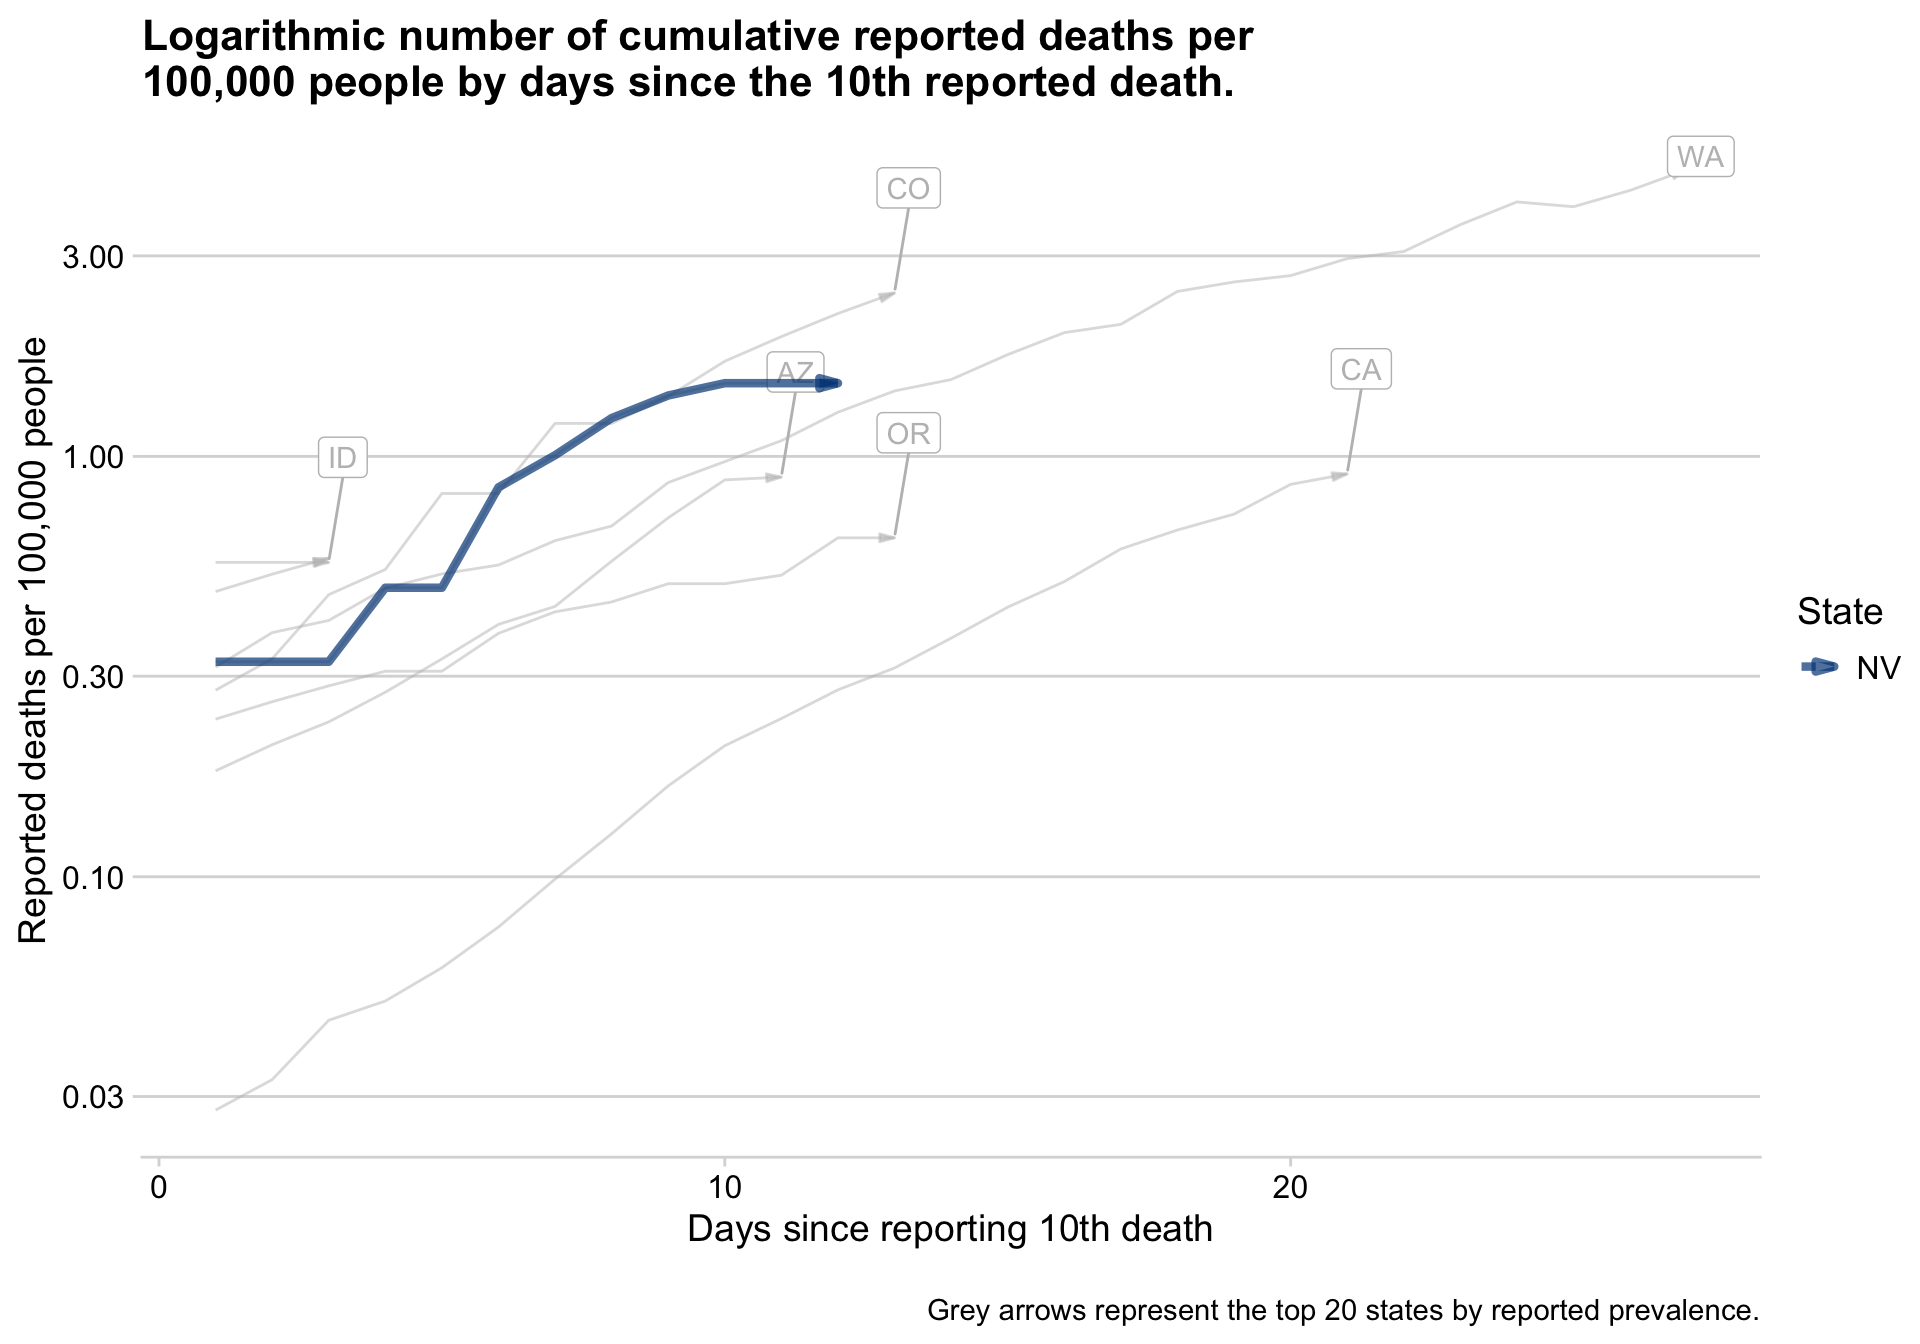 Logarithmic number of cumulative reported deaths per
100,000 people by days since the 10th reported death.
WA
CO
3.00
AZ
CA
OR
1.00
ID
Reported deaths per 100,000 people
State
NV
0.30
0.10
0.03
0
10
20
Days since reporting 10th death
Grey arrows represent the top 20 states by reported prevalence.